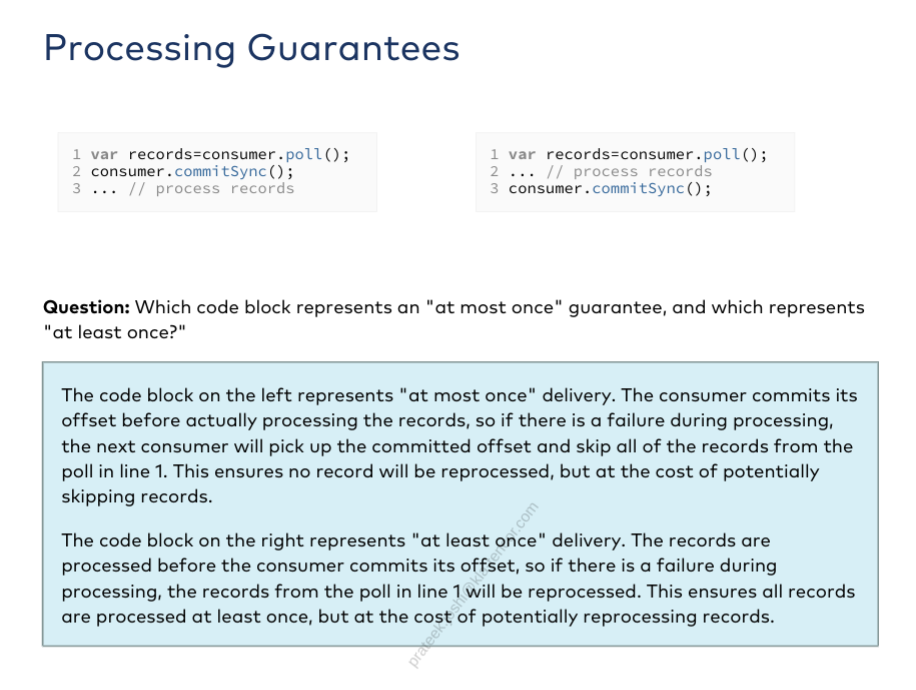 Processing Guarantees
1 var records=consumer.poll();
2 consumer.commitSync();
3 ... // process records
1 var records=consumer.poll();
2 ... // process records
3 consumer.commitSync();
Question: Which code block represents an "at most once" guarantee, and which represents
"at least once?"
The code block on the left represents "at most once" delivery. The consumer commits its
offset before actually processing the records, so if there is a failure during processing,
the next consumer will pick up the committed offset and skip all of the records from the
poll in line 1. This ensures no record will be reprocessed, but at the cost of potentially
skipping records.
The code block on the right represents "at least once" delivery. The records are
processed before the consumer commits its offset, so if there is a failure during
processing, the records from the poll in line 1 will be reprocessed. This ensures all records
are processed at least once, but at the cost of potentially reprocessing records.